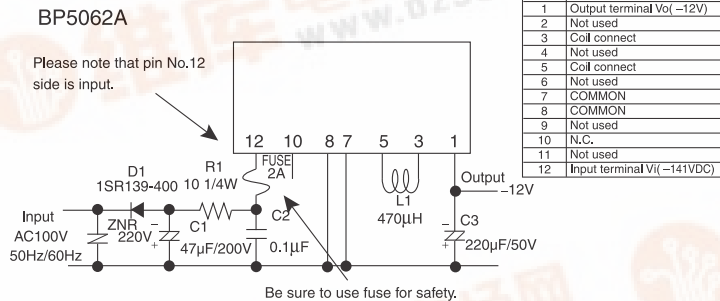 BP5062A
Please note that pin No.12
side is input.
12 10 8 7 5 3 1
FUSE
2A
D1
1SR139-400
R1
10 1/4W
L1
470μH
Output
−12V
Input
AC100V
50Hz/60Hz
ZNR
220V
−
+
C1
47μF/200V
C2
0.1μF
−
+
C3
220μF/50V
Be sure to use fuse for safety.
1 Output terminal Vo( −12V)
2 Not used
3 Coil connect
4 Not used
5 Coil connect
6 Not used
7 COMMON
8 COMMON
9 Not used
10 N.C.
11 Not used
12 Input terminal Vi( −141VDC)